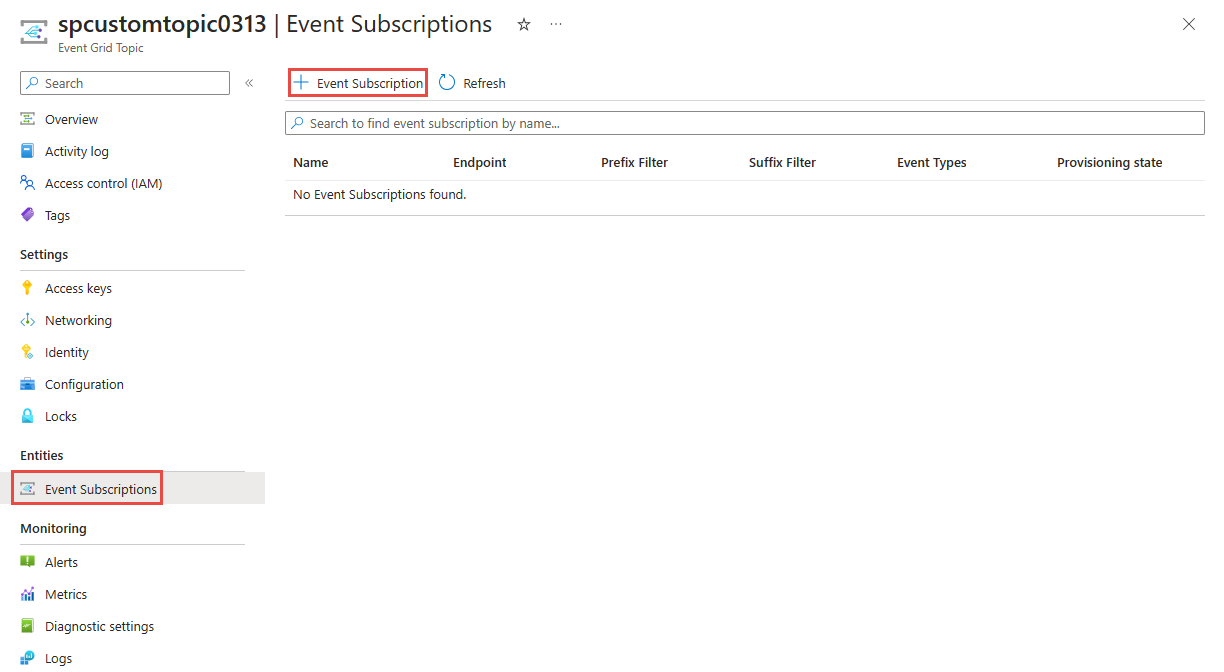 spcustomtopic0313 | Event Subscriptions
Event Grid Topic
Search
Overview
Activity log
Access control (IAM)
Tags
Settings
Access keys
Networking
Identity
Configuration
Locks
Entities
Event Subscriptions
Monitoring
Alerts
Metrics
Diagnostic settings
Logs
Event Subscription Refresh
Search to find event subscription by name...
Name Endpoint Prefix Filter Suffix Filter Event Types Provisioning state
No Event Subscriptions found.